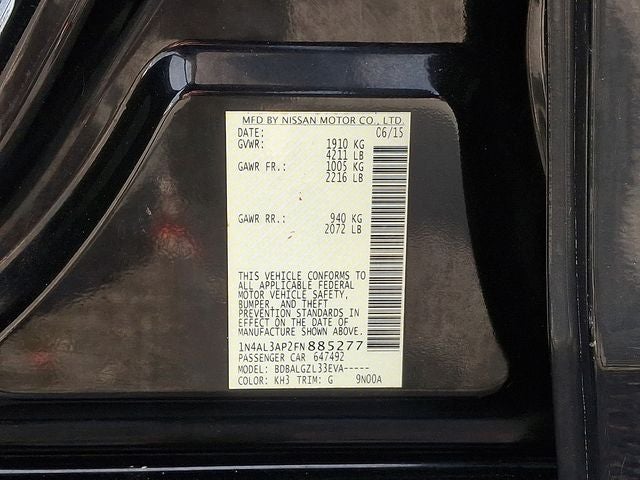 MFD BY NISSAN MOTOR CO., LTD.
DATE: 06/15
GVWR: 1910 KG
4211 LB
GAWR FR.: 1005 KG
2216 LB
GAWR RR.: 940 KG
2072 LB
THIS VEHICLE CONFORMS TO
ALL APPLICABLE FEDERAL
MOTOR VEHICLE SAFETY,
BUMPER, AND THEFT
PREVENTION STANDARDS IN
EFFECT ON THE DATE OF
MANUFACTURE SHOWN ABOVE.
1N4AL3AP2FN885277
PASSENGER CAR 647492
MODEL: BDBALGZL33EVA-----
COLOR: KH3 TRIM: G 9N00A